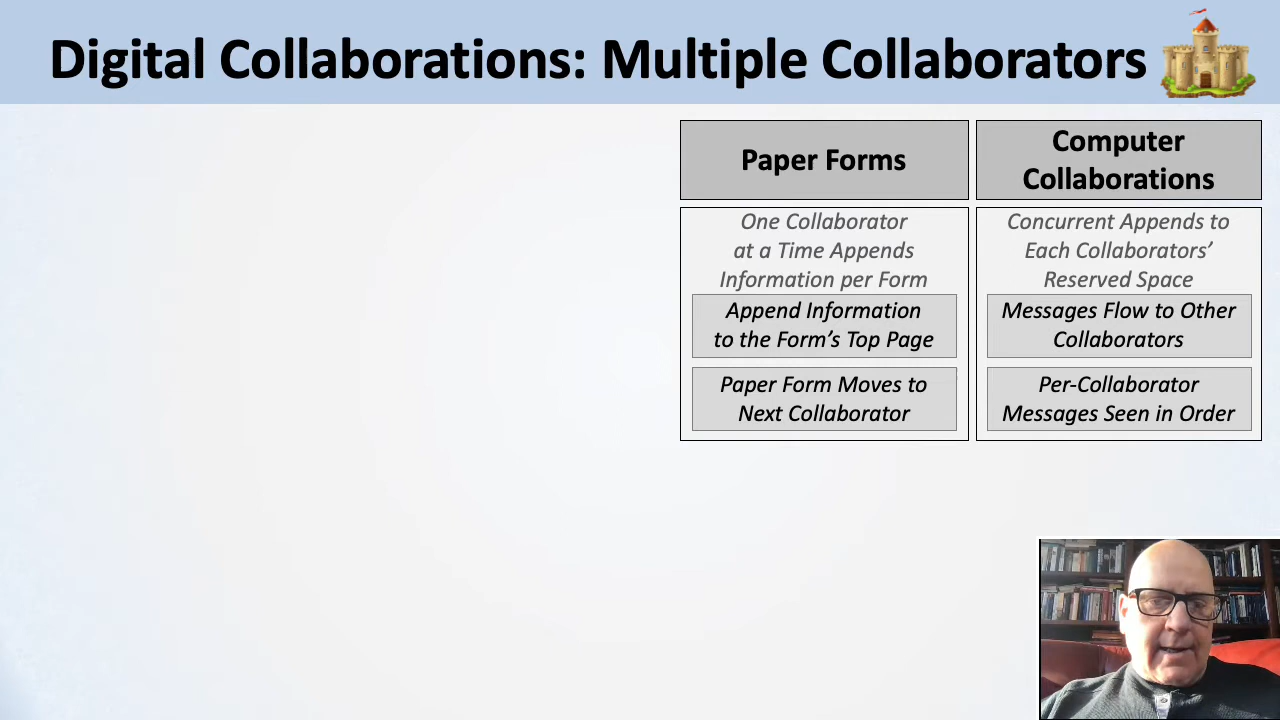 Digital Collaborations: Multiple Collaborators
Paper Forms
One Collaborator
at a Time Appends
Information per Form
Append Information
to the Form's Top Page
Paper Form Moves to
Next Collaborator
Computer
Collaborations
Concurrent Appends to
Each Collaborators'
Reserved Space
Messages Flow to Other
Collaborators
Per-Collaborator
Messages Seen in Order